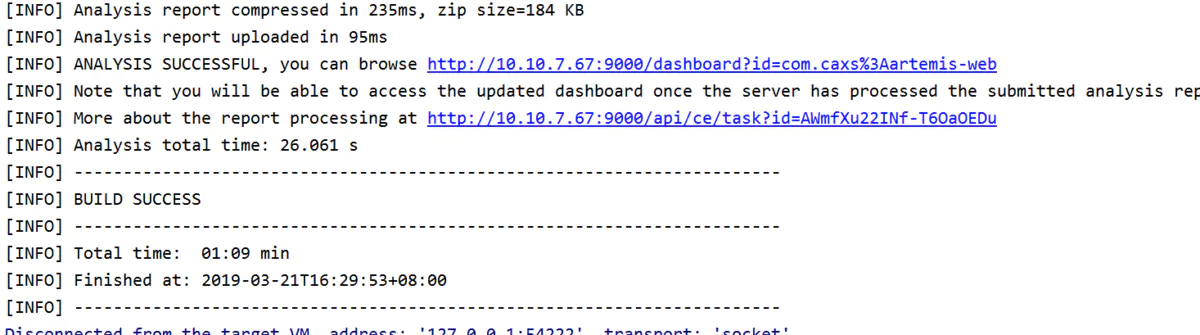 [INFO] Analysis report compressed in 235ms, zip size=184 KB
[INFO] Analysis report uploaded in 95ms
[INFO] ANALYSIS SUCCESSFUL, you can browse http://10.10.7.67:9000/dashboard?id=com.caxs%3Aartemis-web
[INFO] Note that you will be able to access the updated dashboard once the server has processed the submitted analysis rep
[INFO] More about the report processing at http://10.10.7.67:9000/api/ce/task?id=AWmfXu22INf-T6OaOEDu
[INFO] Analysis total time: 26.061 s
[INFO] ------------------------------------------------------------------------
[INFO] BUILD SUCCESS
[INFO] ------------------------------------------------------------------------
[INFO] Total time:  01:09 min
[INFO] Finished at: 2019-03-21T16:29:53+08:00
[INFO] ------------------------------------------------------------------------
Disconnected from the target VM, address: '127.0.0.1:54222', transport: 'socket'